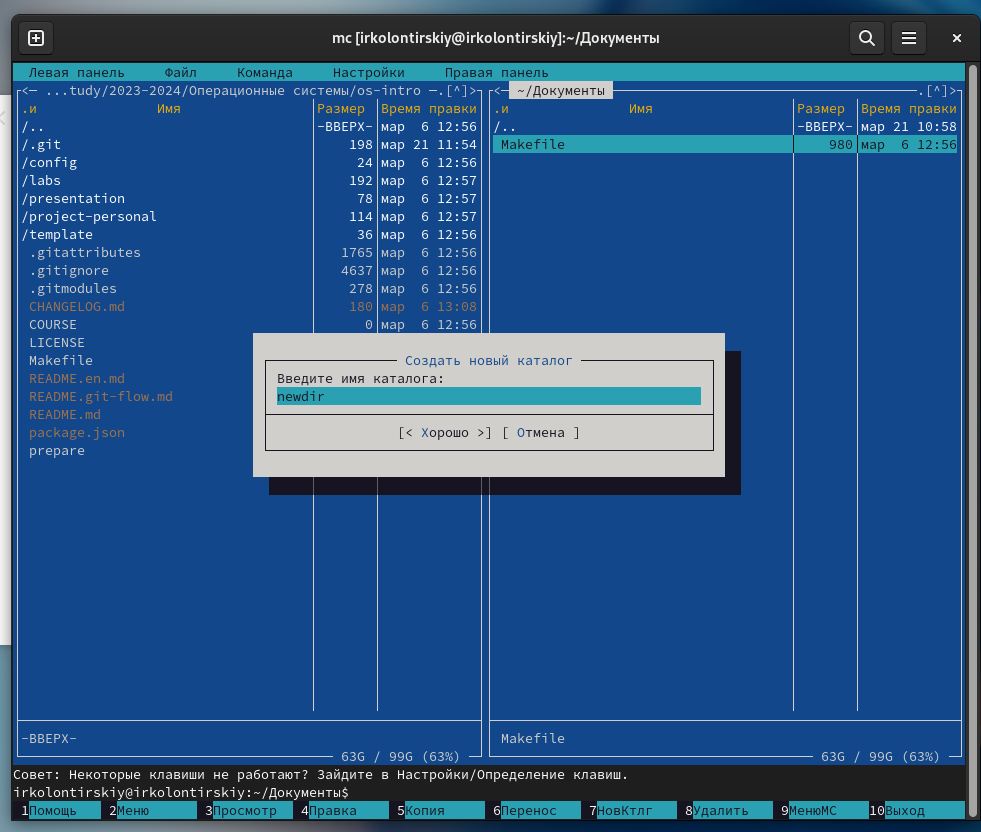 mc [irkolontirskiy@irkolontirskiy]:~/Документы
Левая панель Файл Команда Настройки Правая панель
<─ ...tudy/2023-2024/Операционные системы/os-intro ─.[^]>
.и Имя Размер Время правки
/.. -ВВЕРХ- мар 6 12:56
/.git 198 мар 21 11:54
/config 24 мар 6 12:56
/labs 192 мар 6 12:57
/presentation 78 мар 6 12:57
/project-personal 114 мар 6 12:57
/template 36 мар 6 12:56
.gitattributes 1765 мар 6 12:56
.gitignore 4637 мар 6 12:56
.gitmodules 278 мар 6 12:56
CHANGELOG.md 180 мар 6 13:08
COURSE 0 мар 6 12:56
LICENSE
Makefile
README.en.md
README.git-flow.md
README.md
package.json
prepare
-ВВЕРХ-
63G / 99G (63%)
<─ ~/Документы .[^]>
.и Имя Размер Время правки
/.. -ВВЕРХ- мар 21 10:58
Makefile 980 мар 6 12:56
Makefile
63G / 99G (63%)
Создать новый каталог
Введите имя каталога:
newdir
[< Хорошо >] [ Отмена ]
Совет: Некоторые клавиши не работают? Зайдите в Настройки/Определение клавиш.
irkolontirskiy@irkolontirskiy:~/Документы$
1Помощь 2Меню 3Просмотр 4Правка 5Копия 6Перенос 7НовКтлг 8Удалить 9МенюМС 10Выход